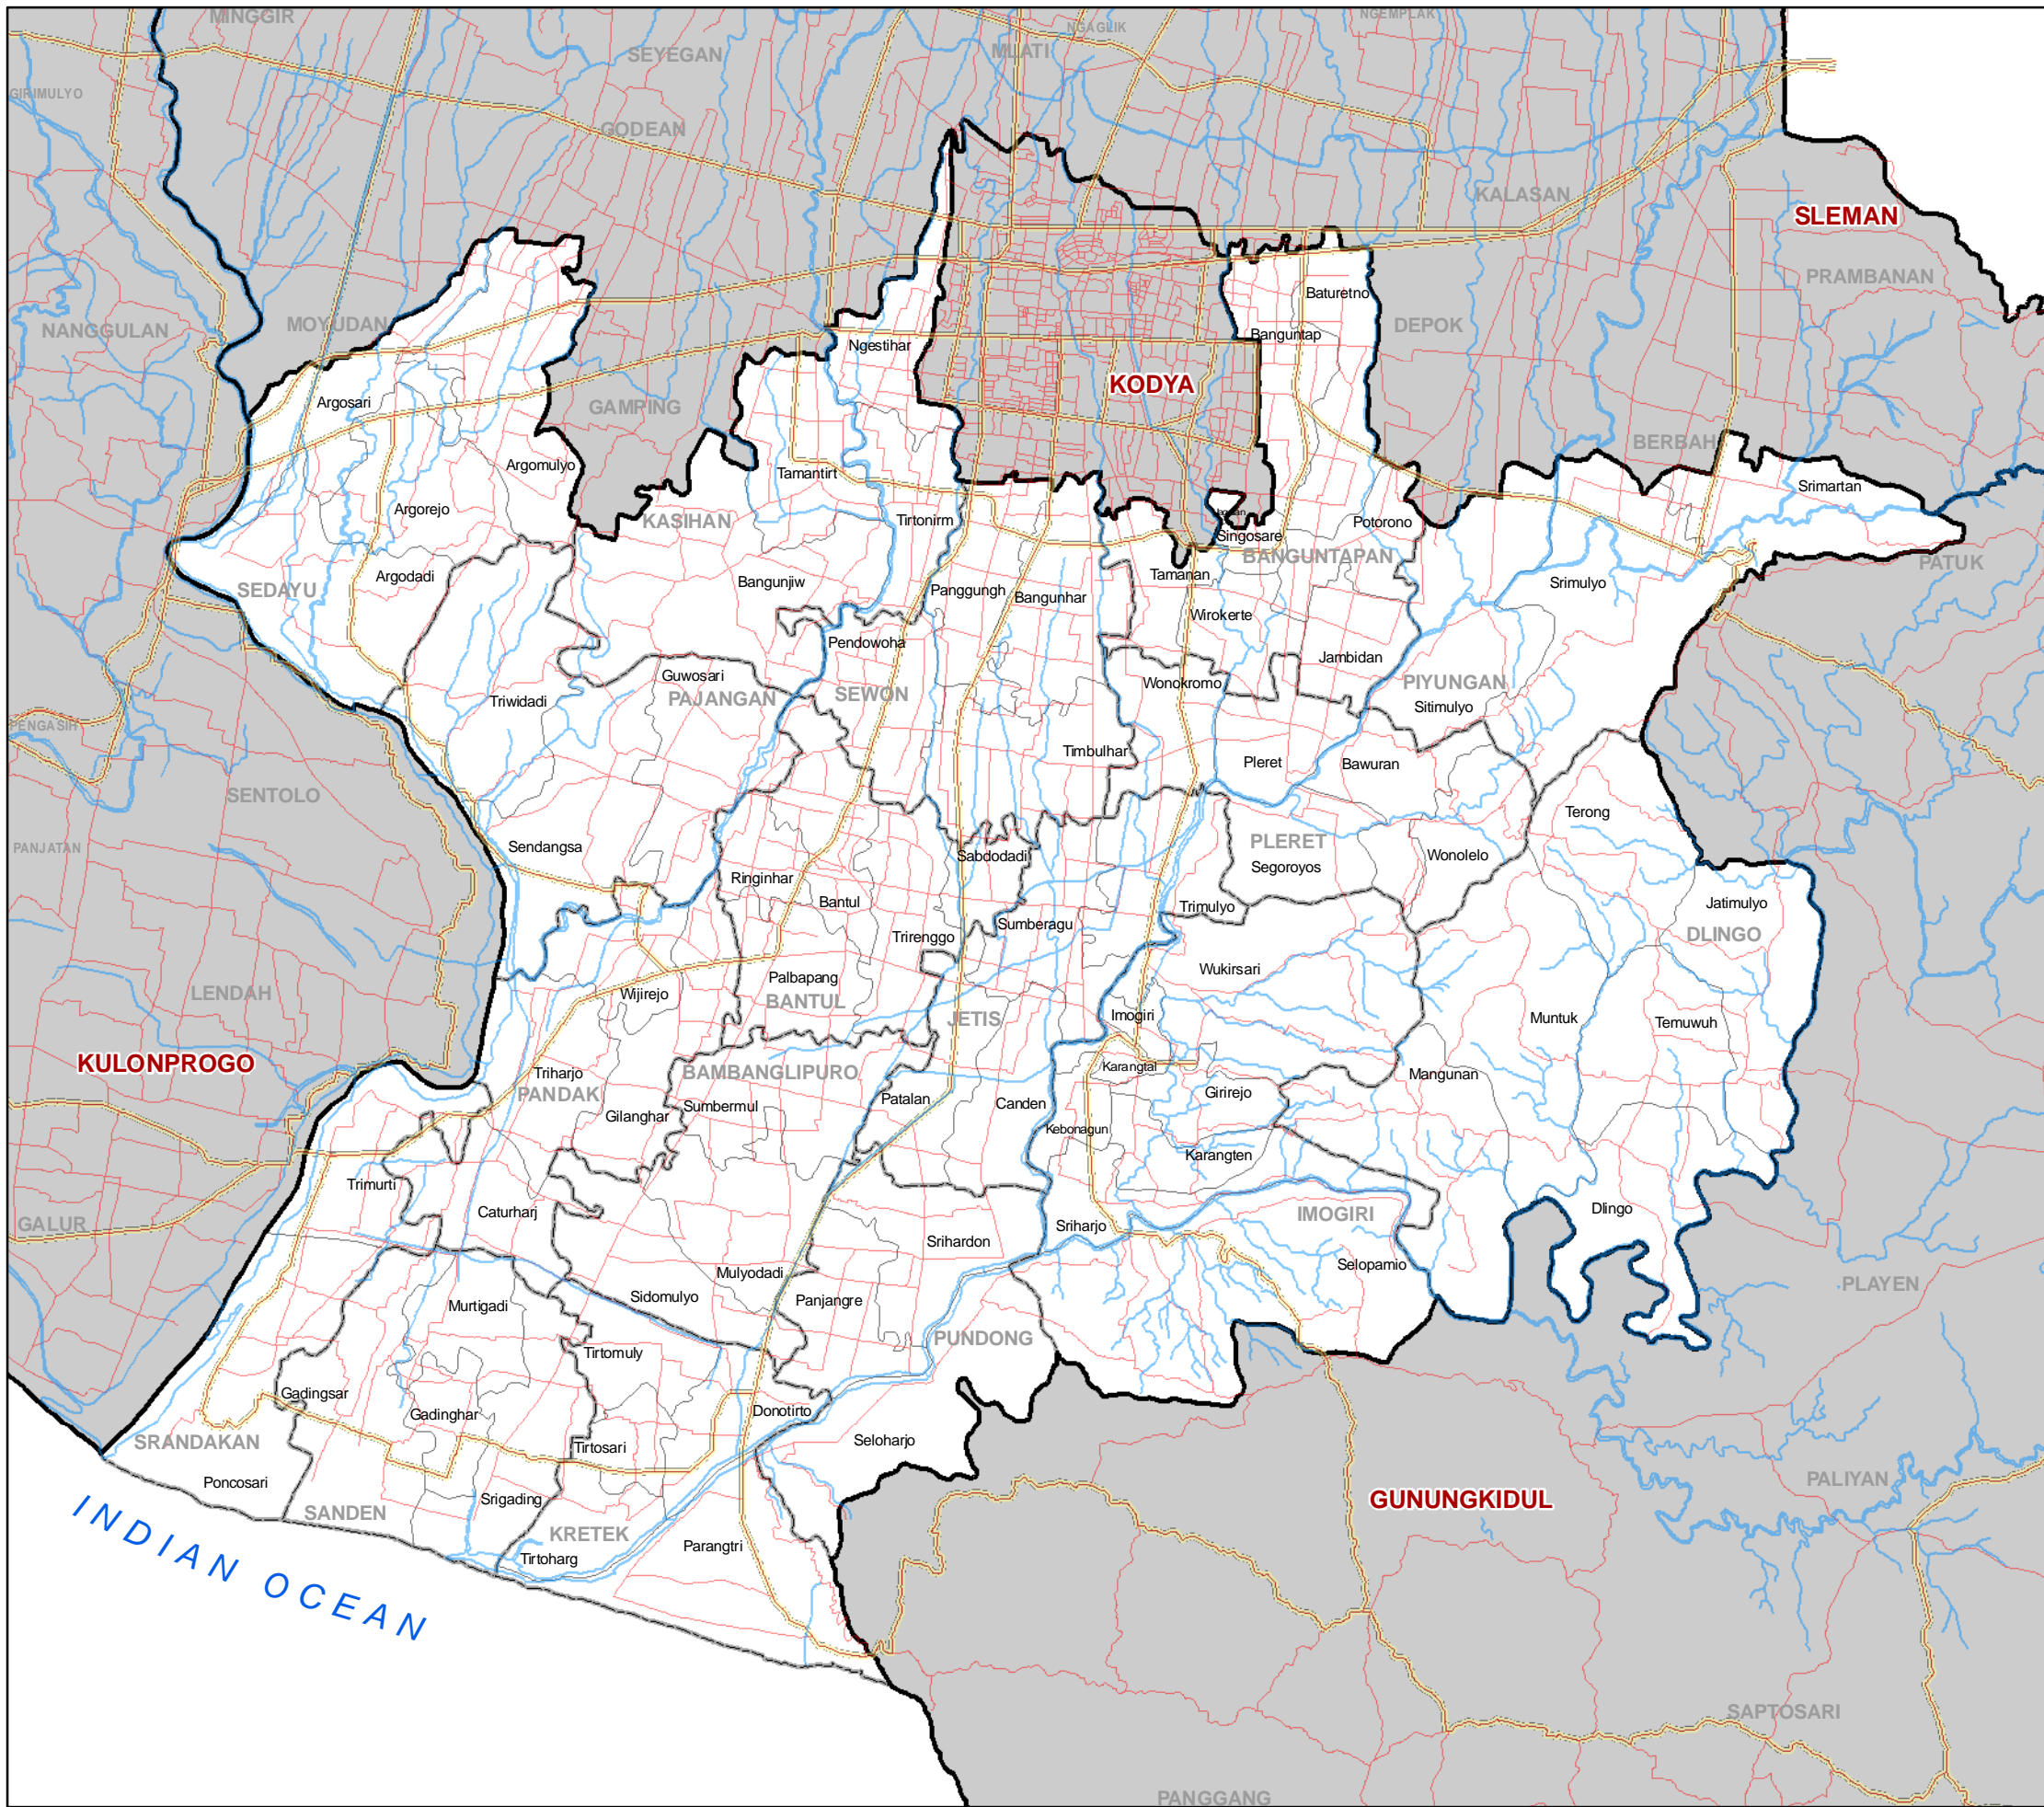 MINGGIR
NGEMPLAK
NGAGLIK
SEYEGAN
MLATI
GIRIMULYO
GODEAN
KALASAN
SLEMAN
PRAMBANAN
Baturetno
MOYUDAN
DEPOK
NANGGULAN
Banguntap
Ngestihar
KODYA
Argosari
GAMPING
BERBAH
Argomulyo
Tamantirt
Srimartan
Argorejo
KASIHAN
Tirtonirm
Potorono
Singosare
BANGUNTAPAN
PATUK
Argodadi
Bangunjiw
Tamanan
Srimulyo
SEDAYU
Panggungh
Bangunhar
Wirokerte
Pendowoha
Jambidan
Guwosari
Wonokromo
PIYUNGAN
Triwidadi
PAJANGAN
SEWON
Sitimulyo
PENGASIH
Timbulhar
Pleret
Bawuran
SENTOLO
Terong
PANJATAN
Sendangsa
Sabdodadi
PLERET
Wonolelo
Segoroyos
Ringinhar
Bantul
Trimulyo
Jatimulyo
Sumberagu
DLINGO
Trirenggo
Wukirsari
Palbapang
LENDAH
Wijirejo
BANTUL
JETIS
Imogiri
Muntuk
Temuwuh
KULONPROGO
Triharjo
BAMBANGLIPURO
Karangtal
Mangunan
PANDAK
Girirejo
Gilanghar
Sumbermul
Patalan
Canden
Kebonagun
Karangten
Trimurti
Caturharj
IMOGIRI
Dlingo
GALUR
Sriharjo
Srihardon
Selopamio
Mulyodadi
PLAYEN
Murtigadi
Sidomulyo
Panjangre
PUNDONG
Tirtomuly
Gadingsar
Gadinghar
Donotirto
SRANDAKAN
Tirtosari
Seloharjo
Poncosari
PALIYAN
Srigading
GUNUNGKIDUL
SANDEN
KRETEK
Parangtri
Tirtoharg
INDIAN OCEAN
SAPTOSARI
PANGGANG